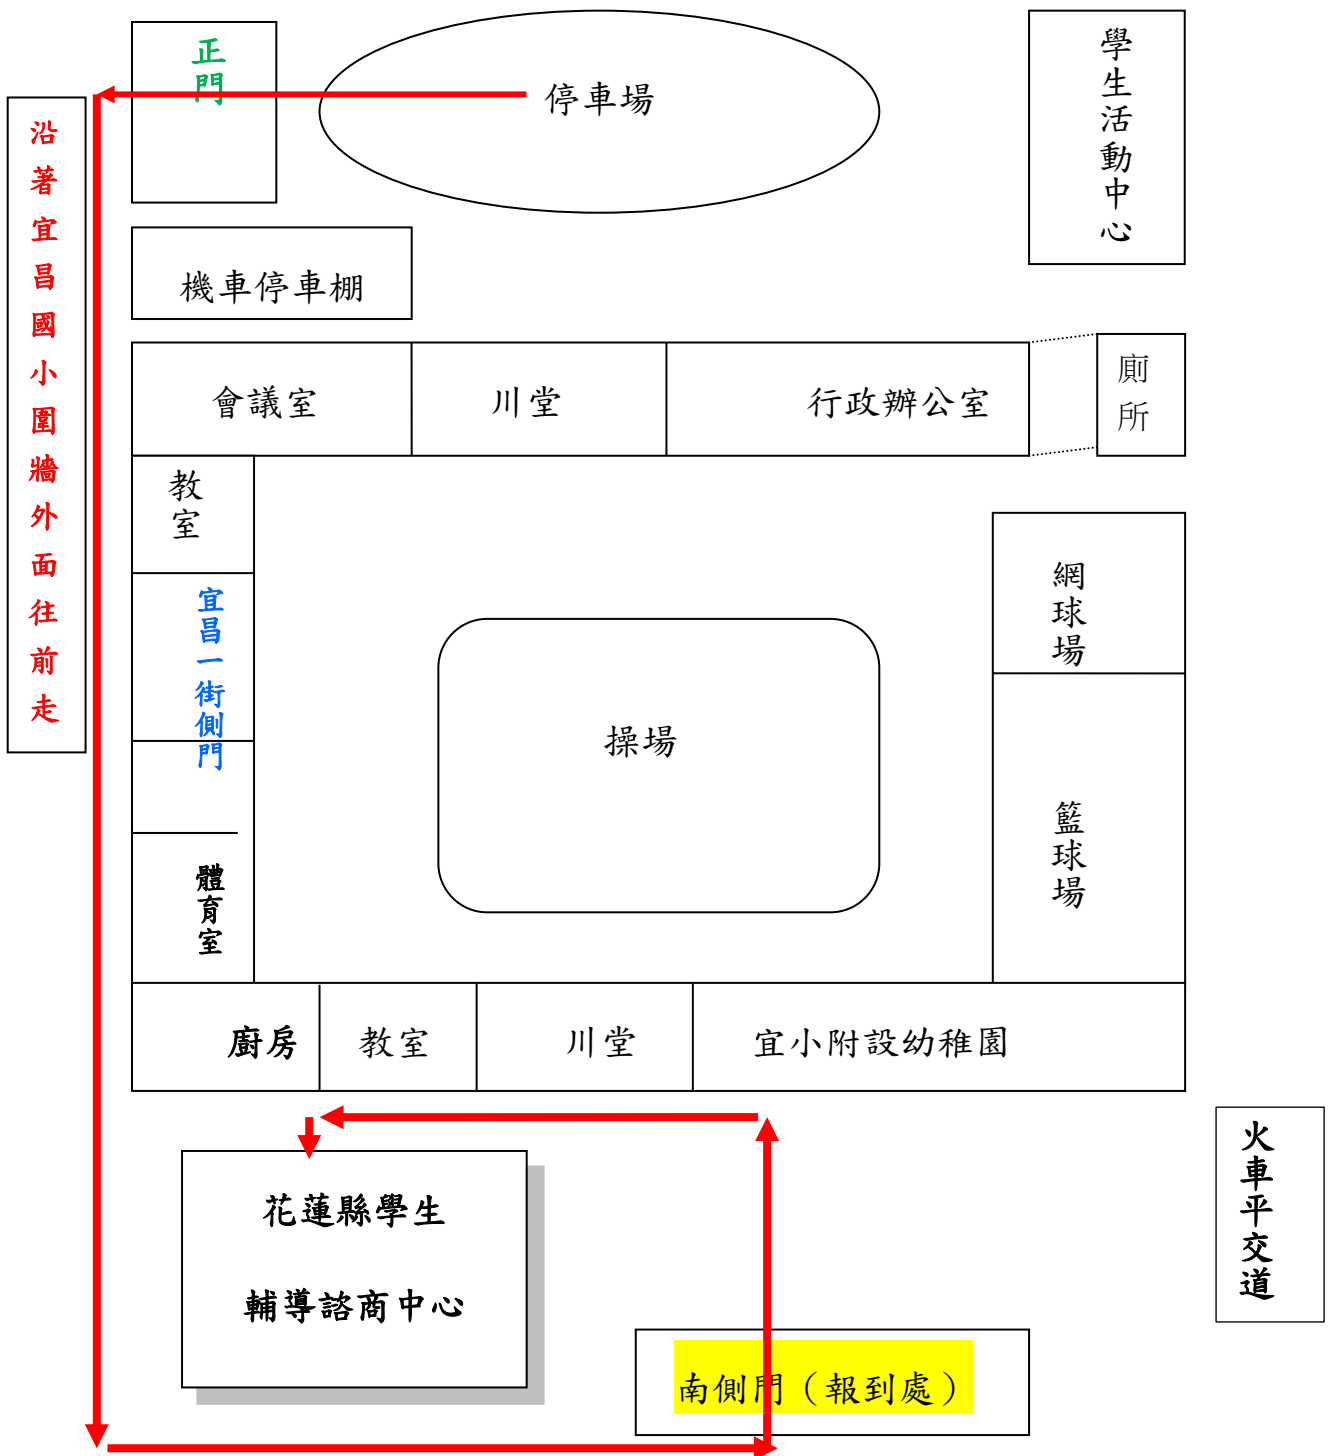 正門
停車場
學生活動中心
沿著宜昌國小圍牆外面往前走
機車停車棚
會議室
川堂
行政辦公室
廁所
教室
宜昌一街側門
網球場
操場
籃球場
體育室
廚房
教室
川堂
宜小附設幼稚園
火車平交道
花蓮縣學生
輔導諮商中心
南側門（報到處）